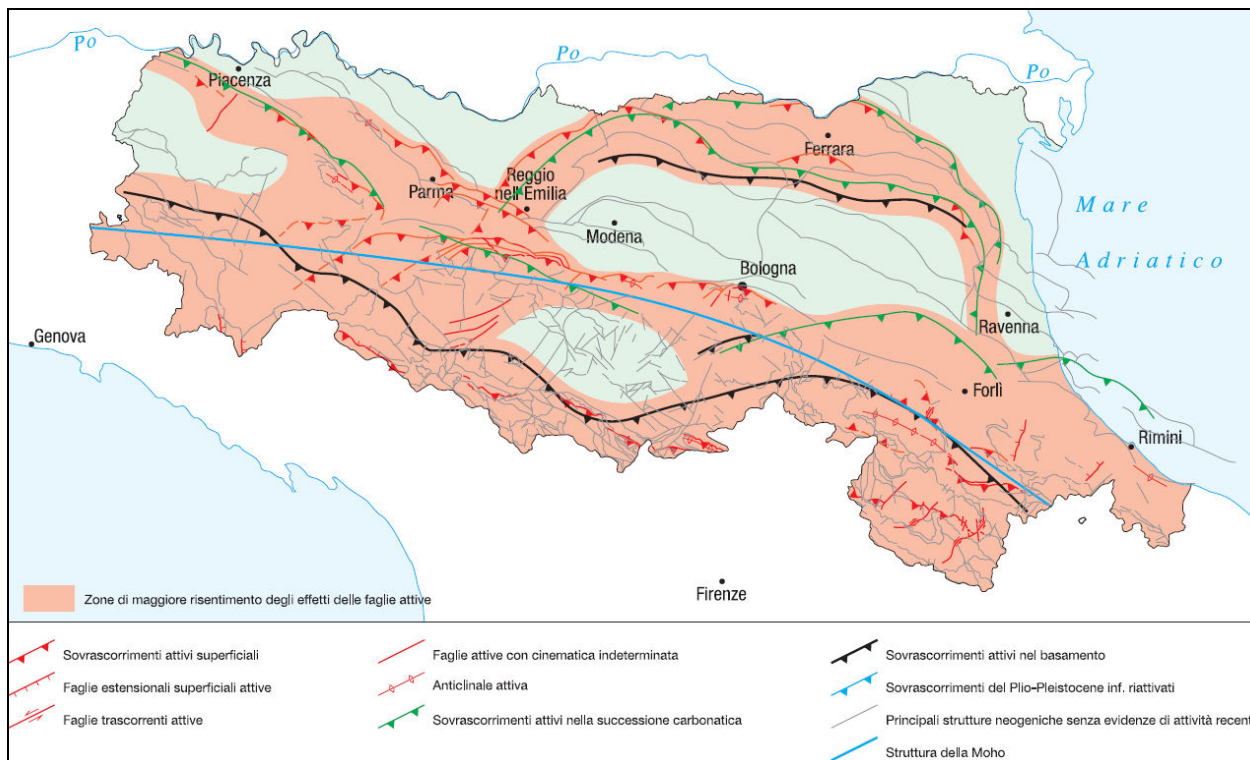 Po
Po
Po
Piacenza
Ferrara
Parma
Reggio
nell'Emilia
Modena
Mare
Adriatico
Bologna
Ravenna
Genova
Forlì
Rimini
Firenze
Zone di maggiore risentimento degli effetti delle faglie attive
Sovrascorrimenti attivi superficiali
Faglie estensionali superficiali attive
Faglie trascorrenti attive
Faglie attive con cinematica indeterminata
Anticlinale attiva
Sovrascorrimenti attivi nella successione carbonatica
Sovrascorrimenti attivi nel basamento
Sovrascorrimenti del Plio-Pleistocene inf. riattivati
Principali strutture neogeniche senza evidenze di attività recent
Struttura della Moho